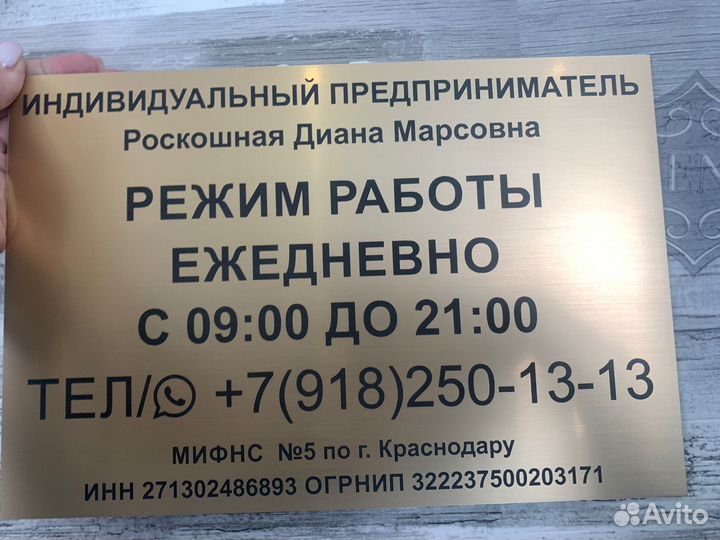 ИНДИВИДУАЛЬНЫЙ ПРЕДПРИНИМАТЕЛЬ
Роскошная Диана Марсовна
РЕЖИМ РАБОТЫ
ЕЖЕДНЕВНО
С 09:00 ДО 21:00
ТЕЛ/ +7(918)250-13-13
МИФНС №5 по г. Краснодару
ИНН 271302486893 ОГРНИП 322237500203171
Avito